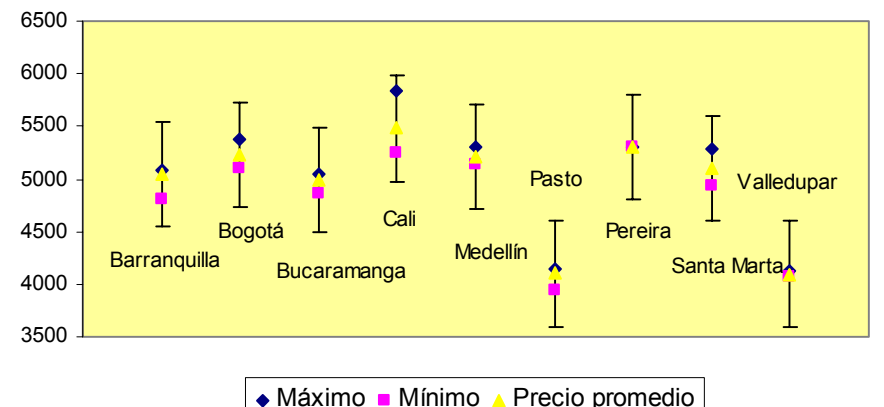 6500
6000
5500
5000
4500
4000
3500
Barranquilla
Bogotá
Bucaramanga
Cali
Medellín
Pasto
Pereira
Santa Marta
Valledupar
Máximo Mínimo Precio promedio